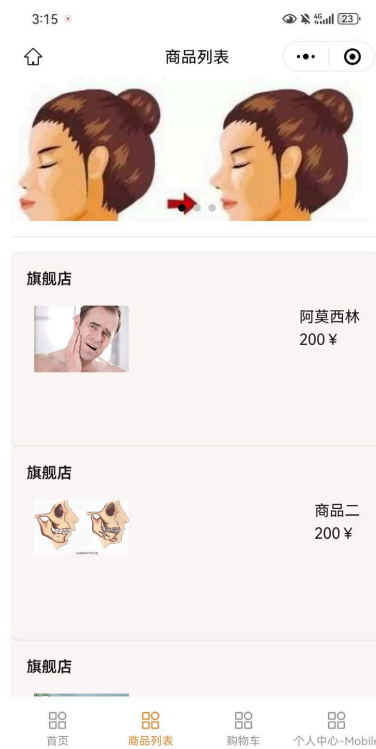 3:15
4G
23
商品列表
旗舰店
阿莫西林
200￥
旗舰店
商品二
200￥
旗舰店
首页
商品列表
购物车
个人中心-Mobile